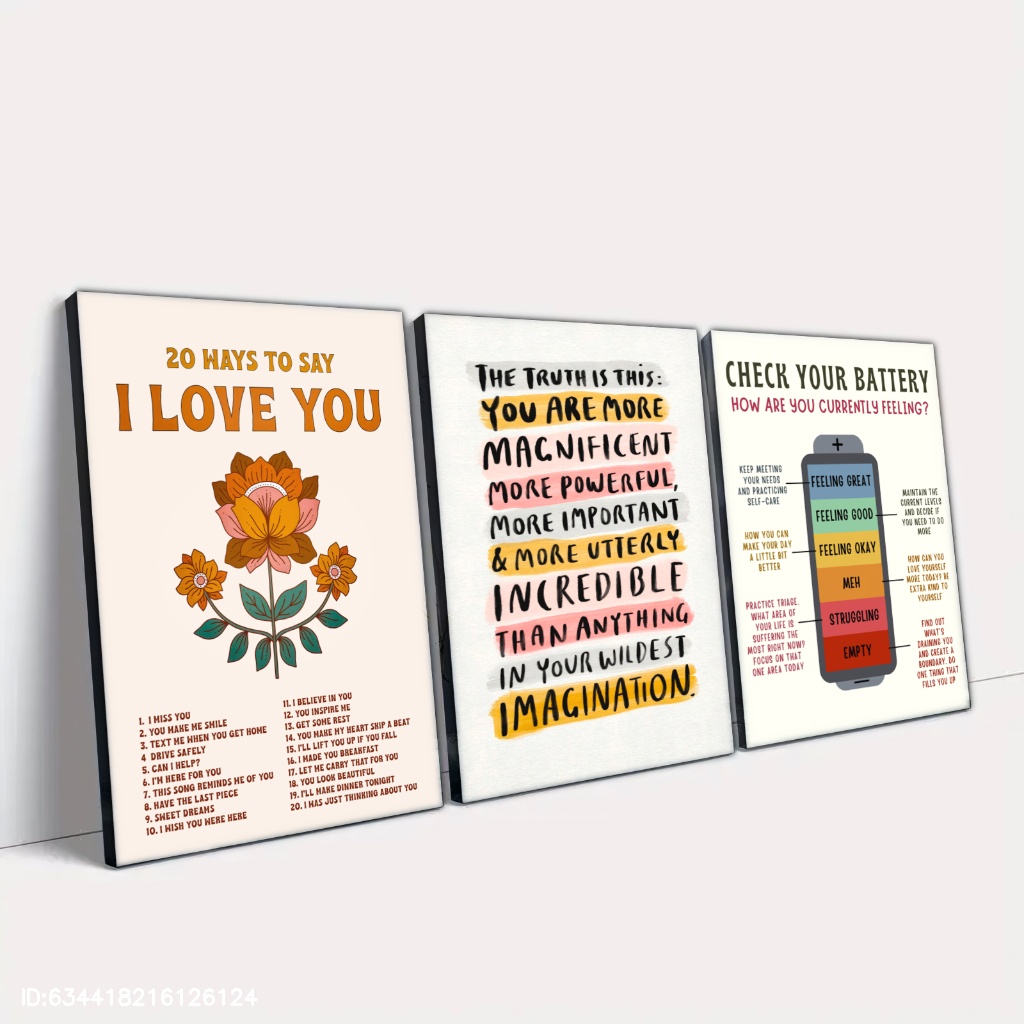 20 WAYS TO SAY
I LOVE YOU
1. I MISS YOU
2. YOU MAKE ME SMILE
3. TEXT ME WHEN YOU GET HOME
4 DRIVE SAFELY
5. CAN I HELP?
6. I'M HERE FOR YOU
7. THIS SONG REMINDS ME OF YOU
8. HAVE THE LAST PIECE
9. SWEET DREAMS
10. I WISH YOU WERE HERE
11. I BELIEVE IN YOU
12. YOU INSPIRE ME
13. GET SOME REST
14. YOU MAKE MY HEART SKIP A BEAT
15. I'LL LIFT YOU UP IF YOU FALL
16. I MADE YOU BREAKFAST
17. LET ME CARRY THAT FOR YOU
18. YOU LOOK BEAUTIFUL
19. I'LL MAKE DINNER TONIGHT
20. I WAS JUST THINKING ABOUT YOU
THE TRUTH IS THIS:
YOU ARE MORE
MAGNIFICENT
MORE POWERFUL,
MORE IMPORTANT
& MORE UTTERLY
INCREDIBLE
THAN ANYTHING
IN YOUR WILDEST
IMAGINATION.
CHECK YOUR BATTERY
HOW ARE YOU CURRENTLY FEELING?
+
KEEP MEETING
YOUR NEEDS
AND PRACTICING
SELF-CARE
FEELING GREAT
MAINTAIN THE
CURRENT LEVELS
AND DECIDE IF
YOU NEED TO DO
MORE
FEELING GOOD
HOW YOU CAN
MAKE YOUR DAY
A LITTLE BIT
BETTER
FEELING OKAY
HOW CAN YOU
LOVE YOURSELF
MORE TODAY? BE
EXTRA KIND TO
YOURSELF
MEH
PRACTICE TRIAGE.
WHAT AREA OF
YOUR LIFE IS
SUFFERING THE
MOST RIGHT NOW?
FOCUS ON THAT
ONE AREA TODAY
STRUGGLING
FIND OUT
WHAT'S
DRAINING YOU
AND CREATE A
BOUNDARY. DO
ONE THING THAT
FILLS YOU UP
EMPTY
−
ID:634418216126124